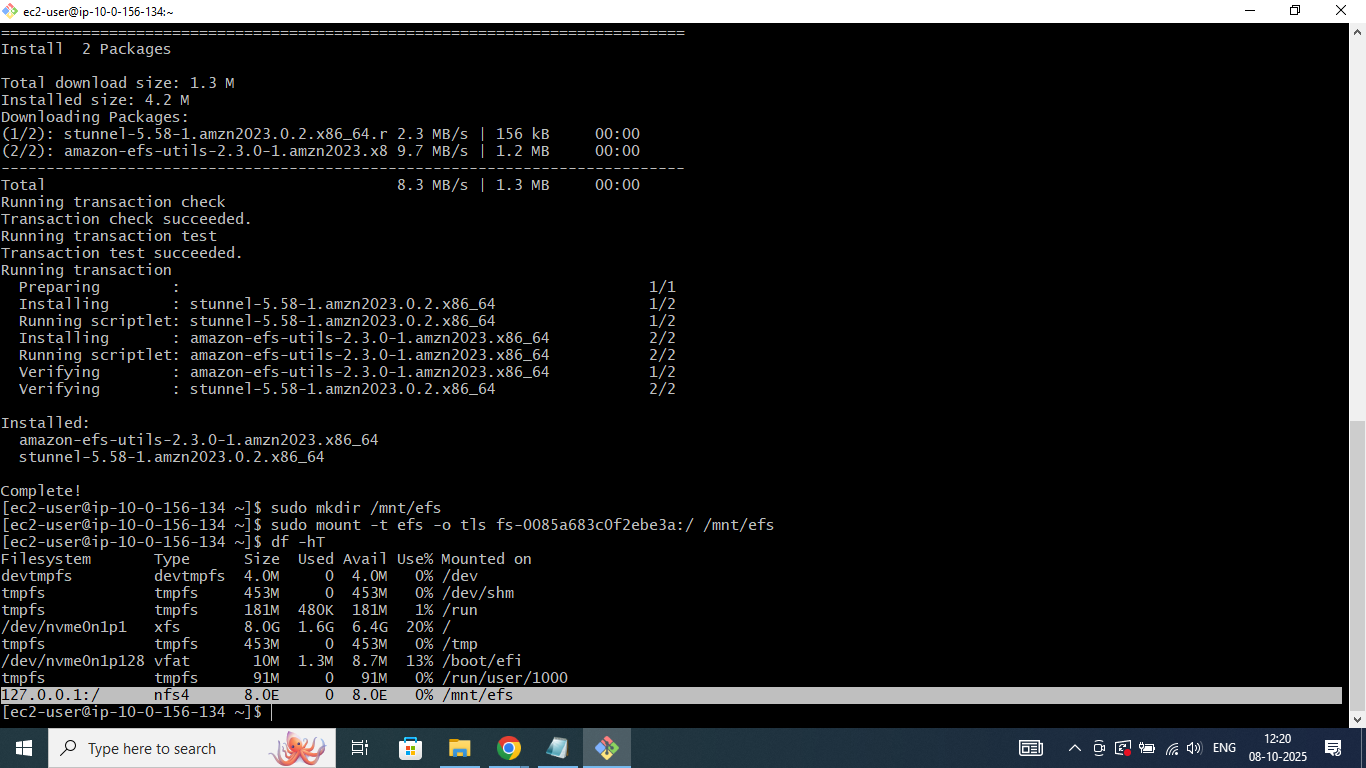 ec2-user@ip-10-0-156-134:~
================================================================================
Install  2 Packages
Total download size: 1.3 M
Installed size: 4.2 M
Downloading Packages:
(1/2): stunnel-5.58-1.amzn2023.0.2.x86_64.r 2.3 MB/s | 156 kB     00:00
(2/2): amazon-efs-utils-2.3.0-1.amzn2023.x8 9.7 MB/s | 1.2 MB     00:00
--------------------------------------------------------------------------------
Total                                       8.3 MB/s | 1.3 MB     00:00
Running transaction check
Transaction check succeeded.
Running transaction test
Transaction test succeeded.
Running transaction
  Preparing        :                                                    1/1
  Installing       : stunnel-5.58-1.amzn2023.0.2.x86_64                 1/2
  Running scriptlet: stunnel-5.58-1.amzn2023.0.2.x86_64                 1/2
  Installing       : amazon-efs-utils-2.3.0-1.amzn2023.x86_64           2/2
  Running scriptlet: amazon-efs-utils-2.3.0-1.amzn2023.x86_64           2/2
  Verifying        : amazon-efs-utils-2.3.0-1.amzn2023.x86_64           1/2
  Verifying        : stunnel-5.58-1.amzn2023.0.2.x86_64                 2/2
Installed:
  amazon-efs-utils-2.3.0-1.amzn2023.x86_64
  stunnel-5.58-1.amzn2023.0.2.x86_64
Complete!
[ec2-user@ip-10-0-156-134 ~]$ sudo mkdir /mnt/efs
[ec2-user@ip-10-0-156-134 ~]$ sudo mount -t efs -o tls fs-0085a683c0f2ebe3a:/ /mnt/efs
[ec2-user@ip-10-0-156-134 ~]$ df -hT
Filesystem       Type      Size  Used Avail Use% Mounted on
devtmpfs         devtmpfs  4.0M     0  4.0M   0% /dev
tmpfs            tmpfs     453M     0  453M   0% /dev/shm
tmpfs            tmpfs     181M  480K  181M   1% /run
/dev/nvme0n1p1   xfs       8.0G  1.6G  6.4G  20% /
tmpfs            tmpfs     453M     0  453M   0% /tmp
/dev/nvme0n1p128 vfat       10M  1.3M  8.7M  13% /boot/efi
tmpfs            tmpfs      91M     0   91M   0% /run/user/1000
127.0.0.1:/      nfs4      8.0E     0  8.0E   0% /mnt/efs
[ec2-user@ip-10-0-156-134 ~]$
Type here to search
ENG
12:20
08-10-2025